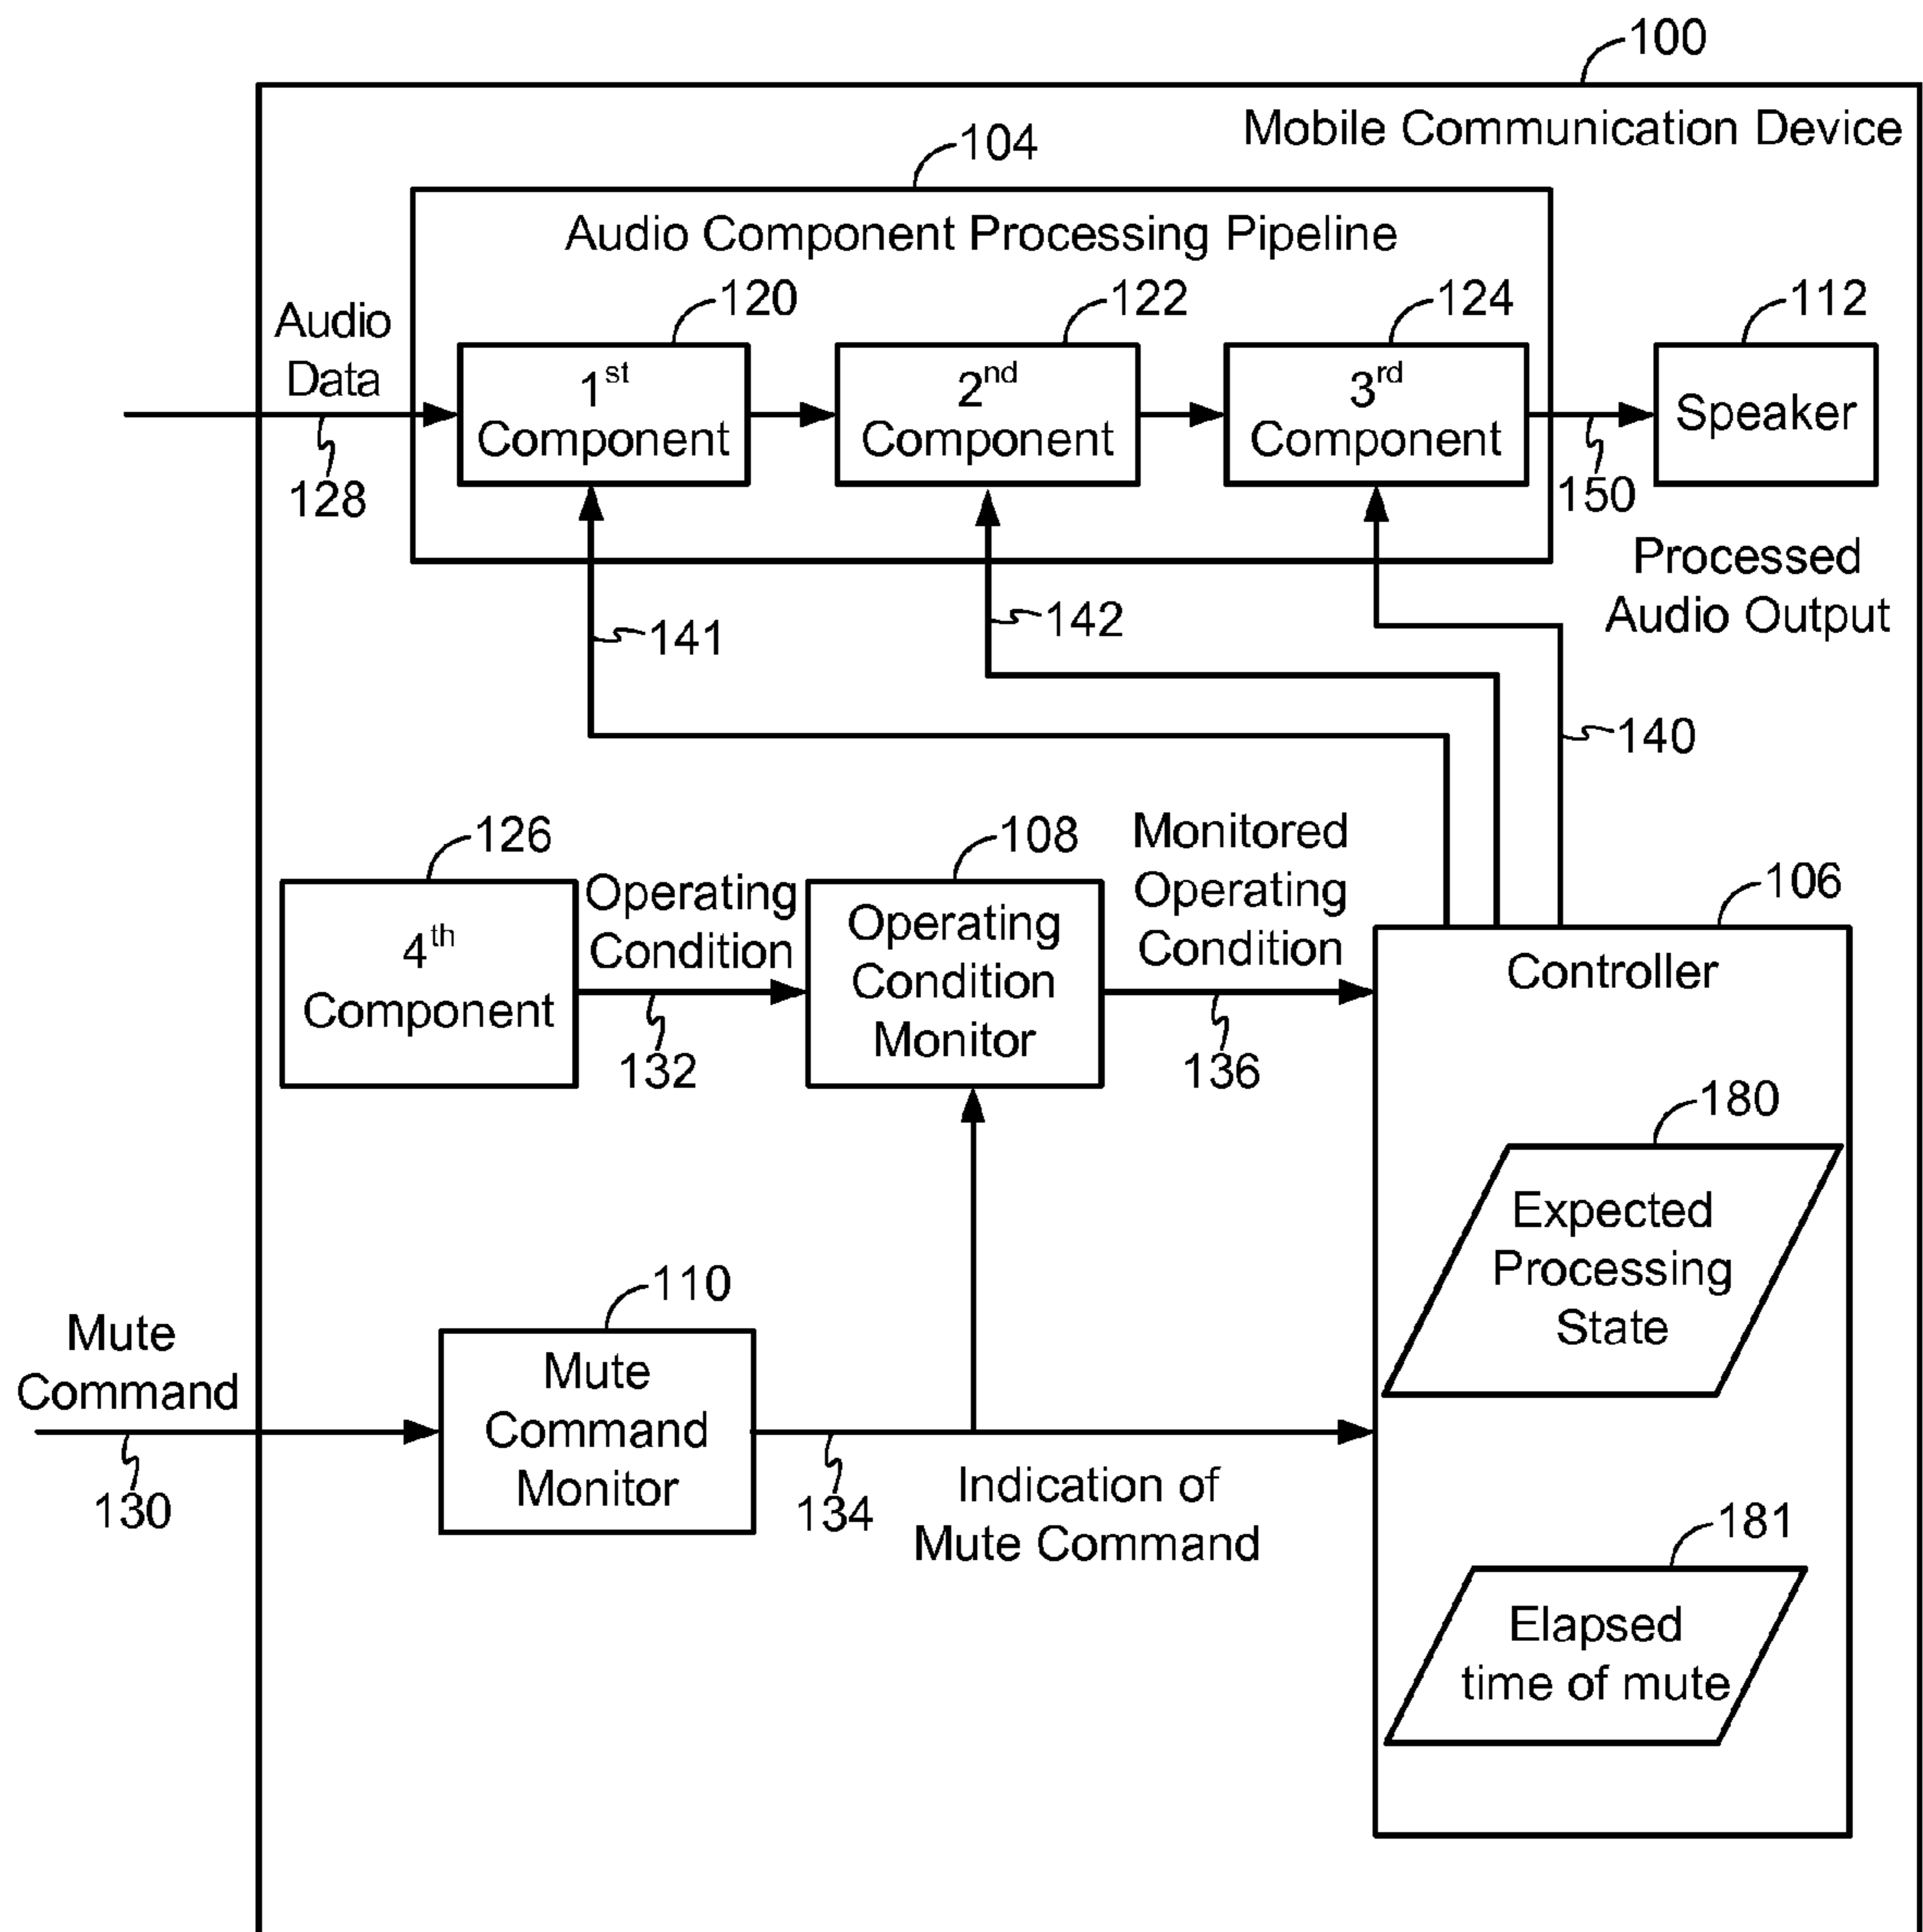 100
Mobile Communication Device
104
Audio Component Processing Pipeline
120
122
124
112
Audio
Data
1st
Component
2nd
Component
3rd
Component
Speaker
128
150
Processed
Audio Output
141
142
140
126
108
Monitored
Operating
Condition
106
4th
Component
Operating
Condition
Operating
Condition
Monitor
Controller
132
136
180
Expected
Processing
State
110
Mute
Command
Mute
Command
Monitor
130
134
Indication of
Mute Command
181
Elapsed
time of mute